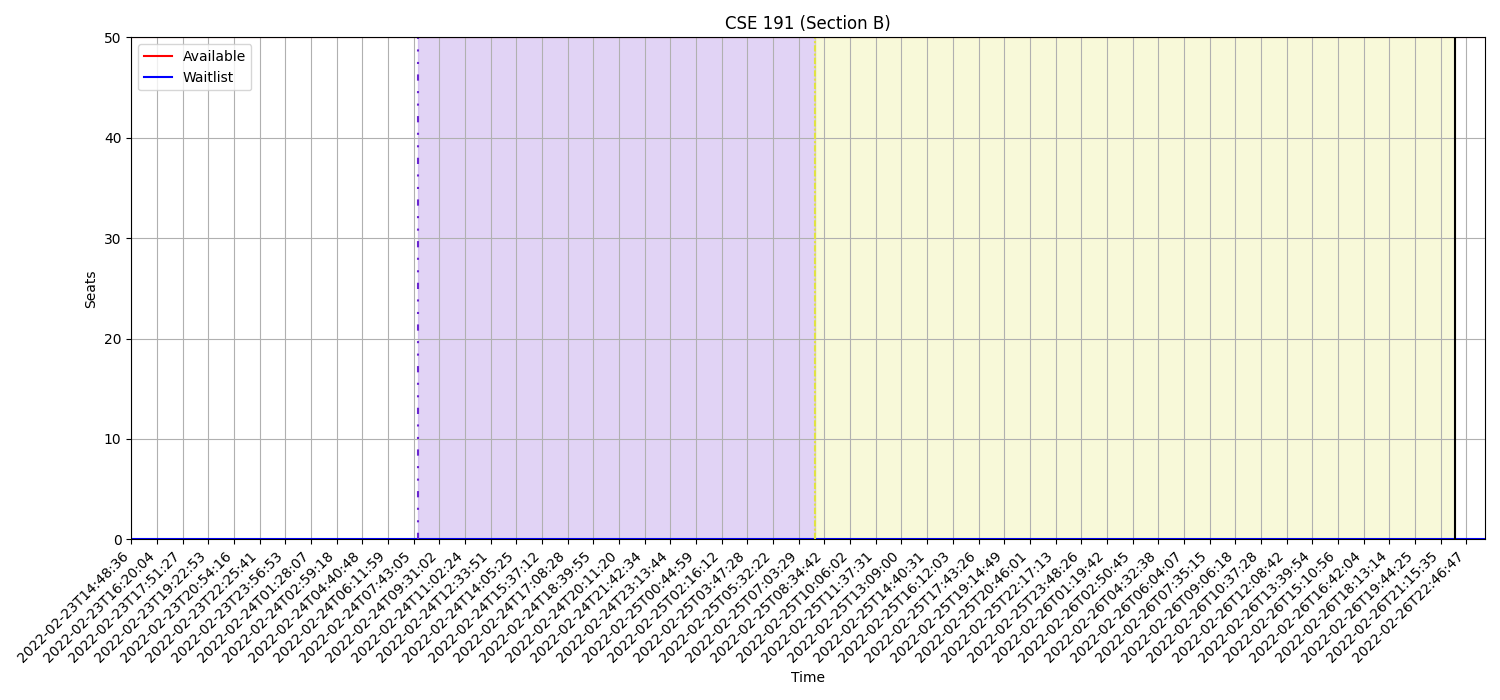 CSE 191 (Section B)
Available
Waitlist
Seats
50
40
30
20
10
0
2022-02-23T14:48:36
2022-02-23T16:20:04
2022-02-23T17:51:27
2022-02-23T19:22:53
2022-02-23T20:54:16
2022-02-23T22:25:41
2022-02-23T23:56:53
2022-02-24T01:28:07
2022-02-24T02:59:18
2022-02-24T04:40:48
2022-02-24T06:11:59
2022-02-24T07:43:05
2022-02-24T09:31:02
2022-02-24T11:02:24
2022-02-24T12:33:51
2022-02-24T14:05:25
2022-02-24T15:37:12
2022-02-24T17:08:28
2022-02-24T18:39:55
2022-02-24T20:11:20
2022-02-24T21:42:34
2022-02-24T23:13:44
2022-02-25T00:44:59
2022-02-25T02:16:12
2022-02-25T03:47:28
2022-02-25T05:32:22
2022-02-25T07:03:29
2022-02-25T08:34:42
2022-02-25T10:06:02
2022-02-25T11:37:31
2022-02-25T13:09:00
2022-02-25T14:40:31
2022-02-25T16:12:03
2022-02-25T17:43:26
2022-02-25T19:14:49
2022-02-25T20:46:01
2022-02-25T22:17:13
2022-02-25T23:48:26
2022-02-26T01:19:42
2022-02-26T02:50:45
2022-02-26T04:32:38
2022-02-26T06:04:07
2022-02-26T07:35:15
2022-02-26T09:06:18
2022-02-26T10:37:28
2022-02-26T12:08:42
2022-02-26T13:39:54
2022-02-26T15:10:56
2022-02-26T16:42:04
2022-02-26T18:13:14
2022-02-26T19:44:25
2022-02-26T21:15:35
2022-02-26T22:46:47
Time